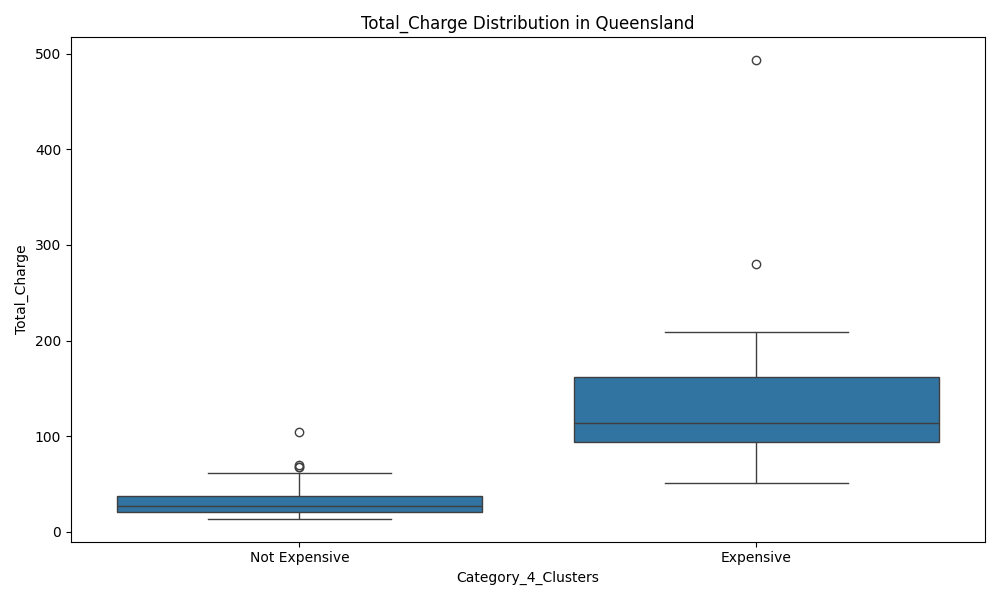 Total_Charge Distribution in Queensland
500
400
300
200
100
0
Total_Charge
Not Expensive
Expensive
Category_4_Clusters